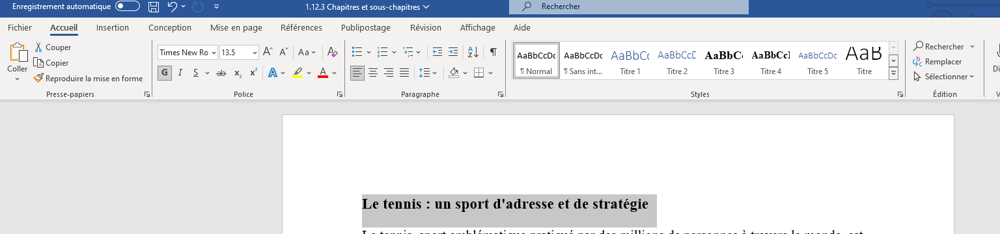 Enregistrement automatique 1.12.3 Chapitres et sous-chapitres Rechercher
Fichier Accueil Insertion Conception Mise en page Références Publipostage Révision Affichage Aide
Coller
Couper
Copier
Reproduire la mise en forme
Presse-papiers
Times New Ro 13.5 A A Aa A
G I S ab x₂ x² A A
Police
Paragraphe
AaBbCcDc AaBbCcDc AaBbCc AaBbCcD AaBbC AaBbCcI AaBbCcDc AaB
¶ Normal ¶ Sans int... Titre 1 Titre 2 Titre 3 Titre 4 Titre 5 Titre
Styles
Rechercher
Remplacer
Sélectionner
Édition
Le tennis : un sport d'adresse et de stratégie
Le tennis, sport emblématique pratiqué par des millions de personnes à travers le monde, est